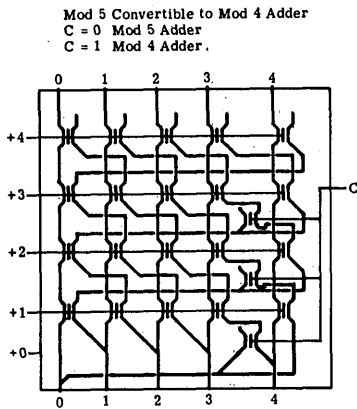 Mod 5 Convertible to Mod 4 Adder
C = 0 Mod 5 Adder
C = 1 Mod 4 Adder.
0 1 2 3 4
+4
+3
C
+2
+1
+0
0 1 2 3 4